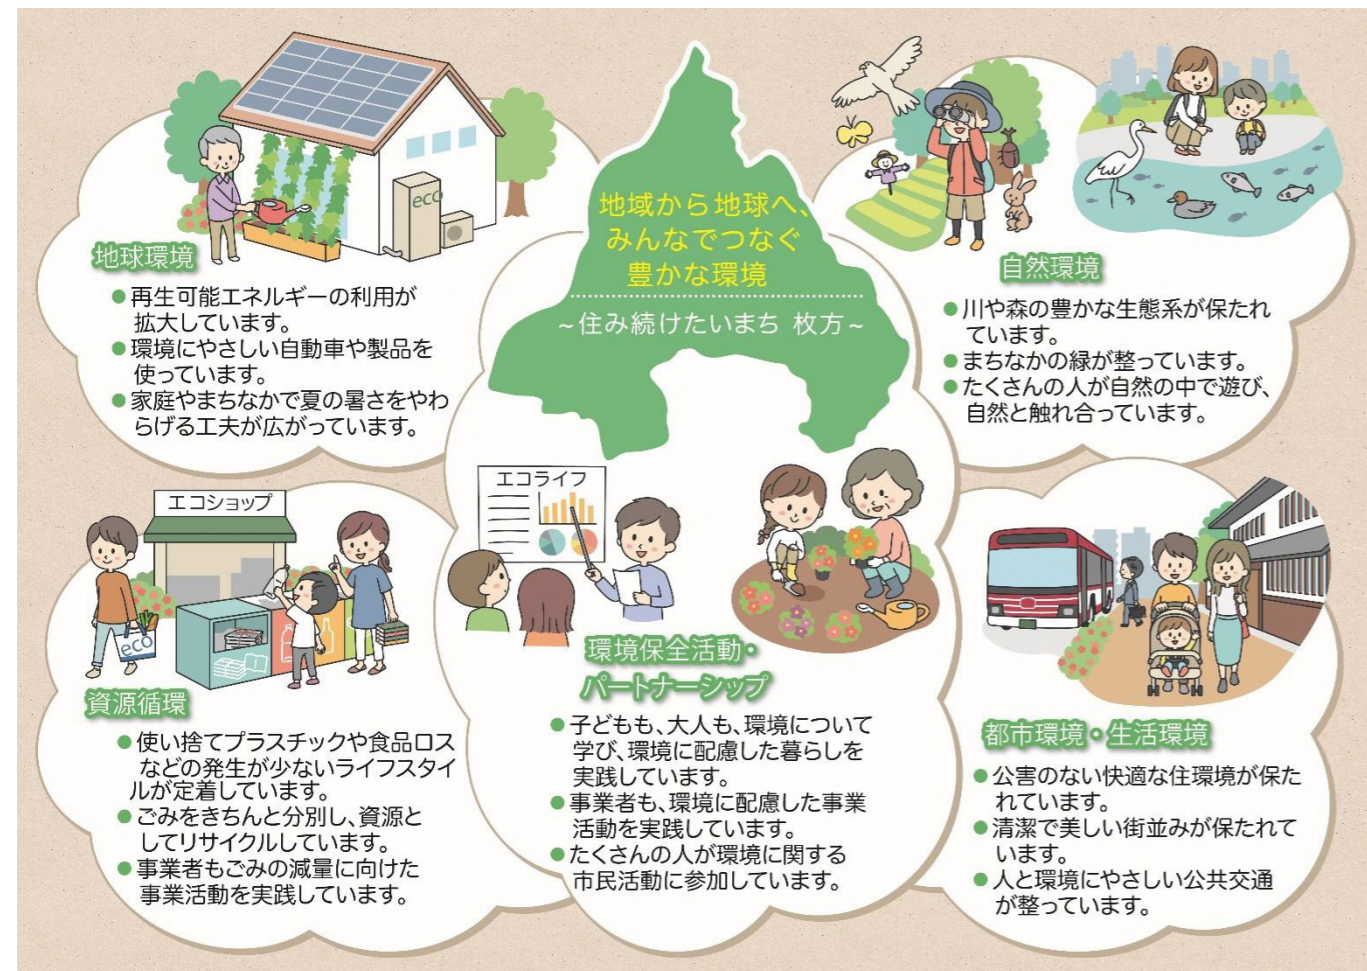 地域から地球へ、
みんなでつなぐ
豊かな環境
~住み続けたいまち 枚方~
eco
地球環境
●再生可能エネルギーの利用が
拡大しています。
●環境にやさしい自動車や製品を
使っています。
●家庭やまちなかで夏の暑さをやわ
らげる工夫が広がっています。
自然環境
●川や森の豊かな生態系が保たれ
ています。
●まちなかの緑が整っています。
●たくさんの人が自然の中で遊び、
自然と触れ合っています。
エコショップ
eco
資源循環
●使い捨てプラスチックや食品ロス
などの発生が少ないライフスタイ
ルが定着しています。
●ごみをきちんと分別し、資源と
してリサイクルしています。
●事業者もごみの減量に向けた
事業活動を実践しています。
エコライフ
環境保全活動・
パートナーシップ
●子どもも、大人も、環境について
学び、環境に配慮した暮らしを
実践しています。
●事業者も、環境に配慮した事業
活動を実践しています。
●たくさんの人が環境に関する
市民活動に参加しています。
都市環境・生活環境
●公害のない快適な住環境が保た
れています。
●清潔で美しい街並みが保たれて
います。
●人と環境にやさしい公共交通
が整っています。